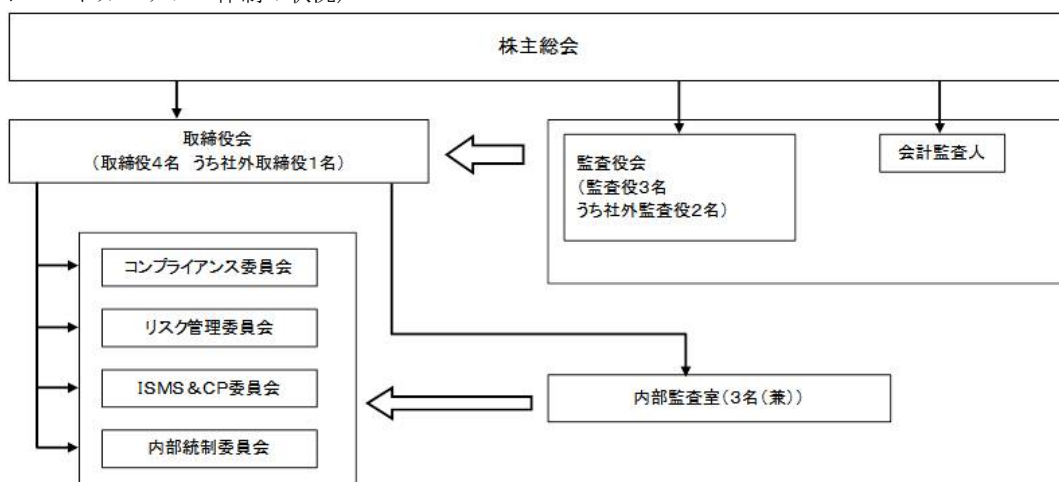 株主総会
取締役会
(取締役4名 うち社外取締役1名)
監査役会
(監査役3名
うち社外監査役2名)
会計監査人
コンプライアンス委員会
リスク管理委員会
ISMS&CP委員会
内部監査室(3名(兼))
内部統制委員会